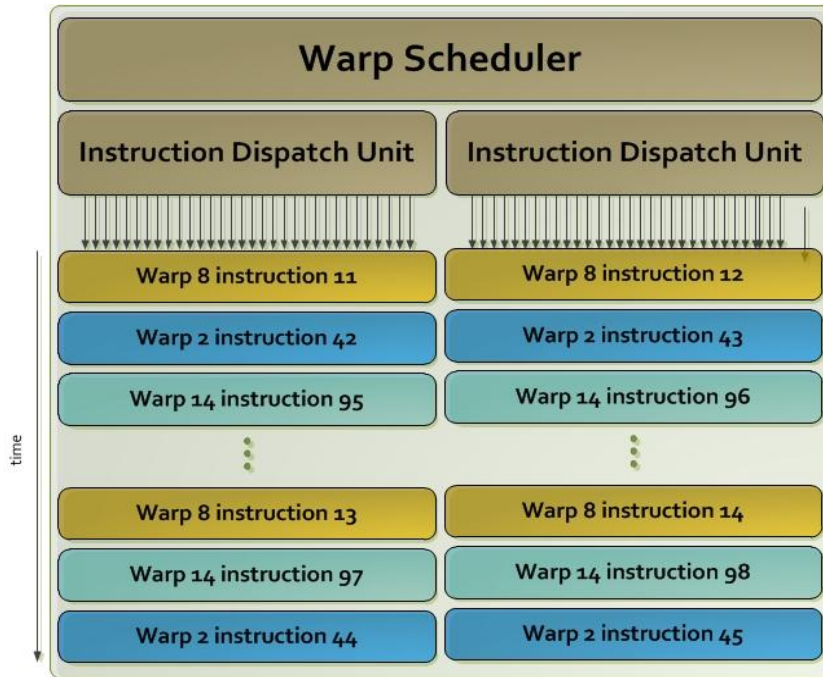 Warp Scheduler
Instruction Dispatch Unit
Instruction Dispatch Unit
Warp 8 instruction 11
Warp 8 instruction 12
Warp 2 instruction 42
Warp 2 instruction 43
Warp 14 instruction 95
Warp 14 instruction 96
time
Warp 8 instruction 13
Warp 8 instruction 14
Warp 14 instruction 97
Warp 14 instruction 98
Warp 2 instruction 44
Warp 2 instruction 45